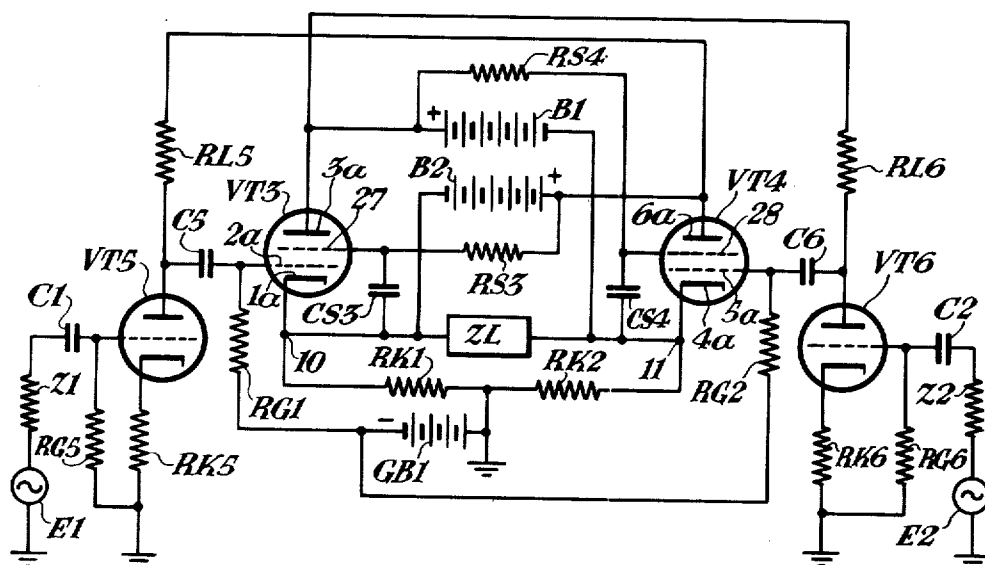 RS4
+ B1
RL5
B2 +
RL6
3a
VT3 27
6a VT4
28
C5
2a
C6
VT5
1a
RS3
VT6
C1
CS3
ZL
CS4
5a
4a
C2
10
RK1
RK2
11
Z1
RG1
RG2
Z2
RG5
RK5
-
GB1
RK6
RG6
E1
E2